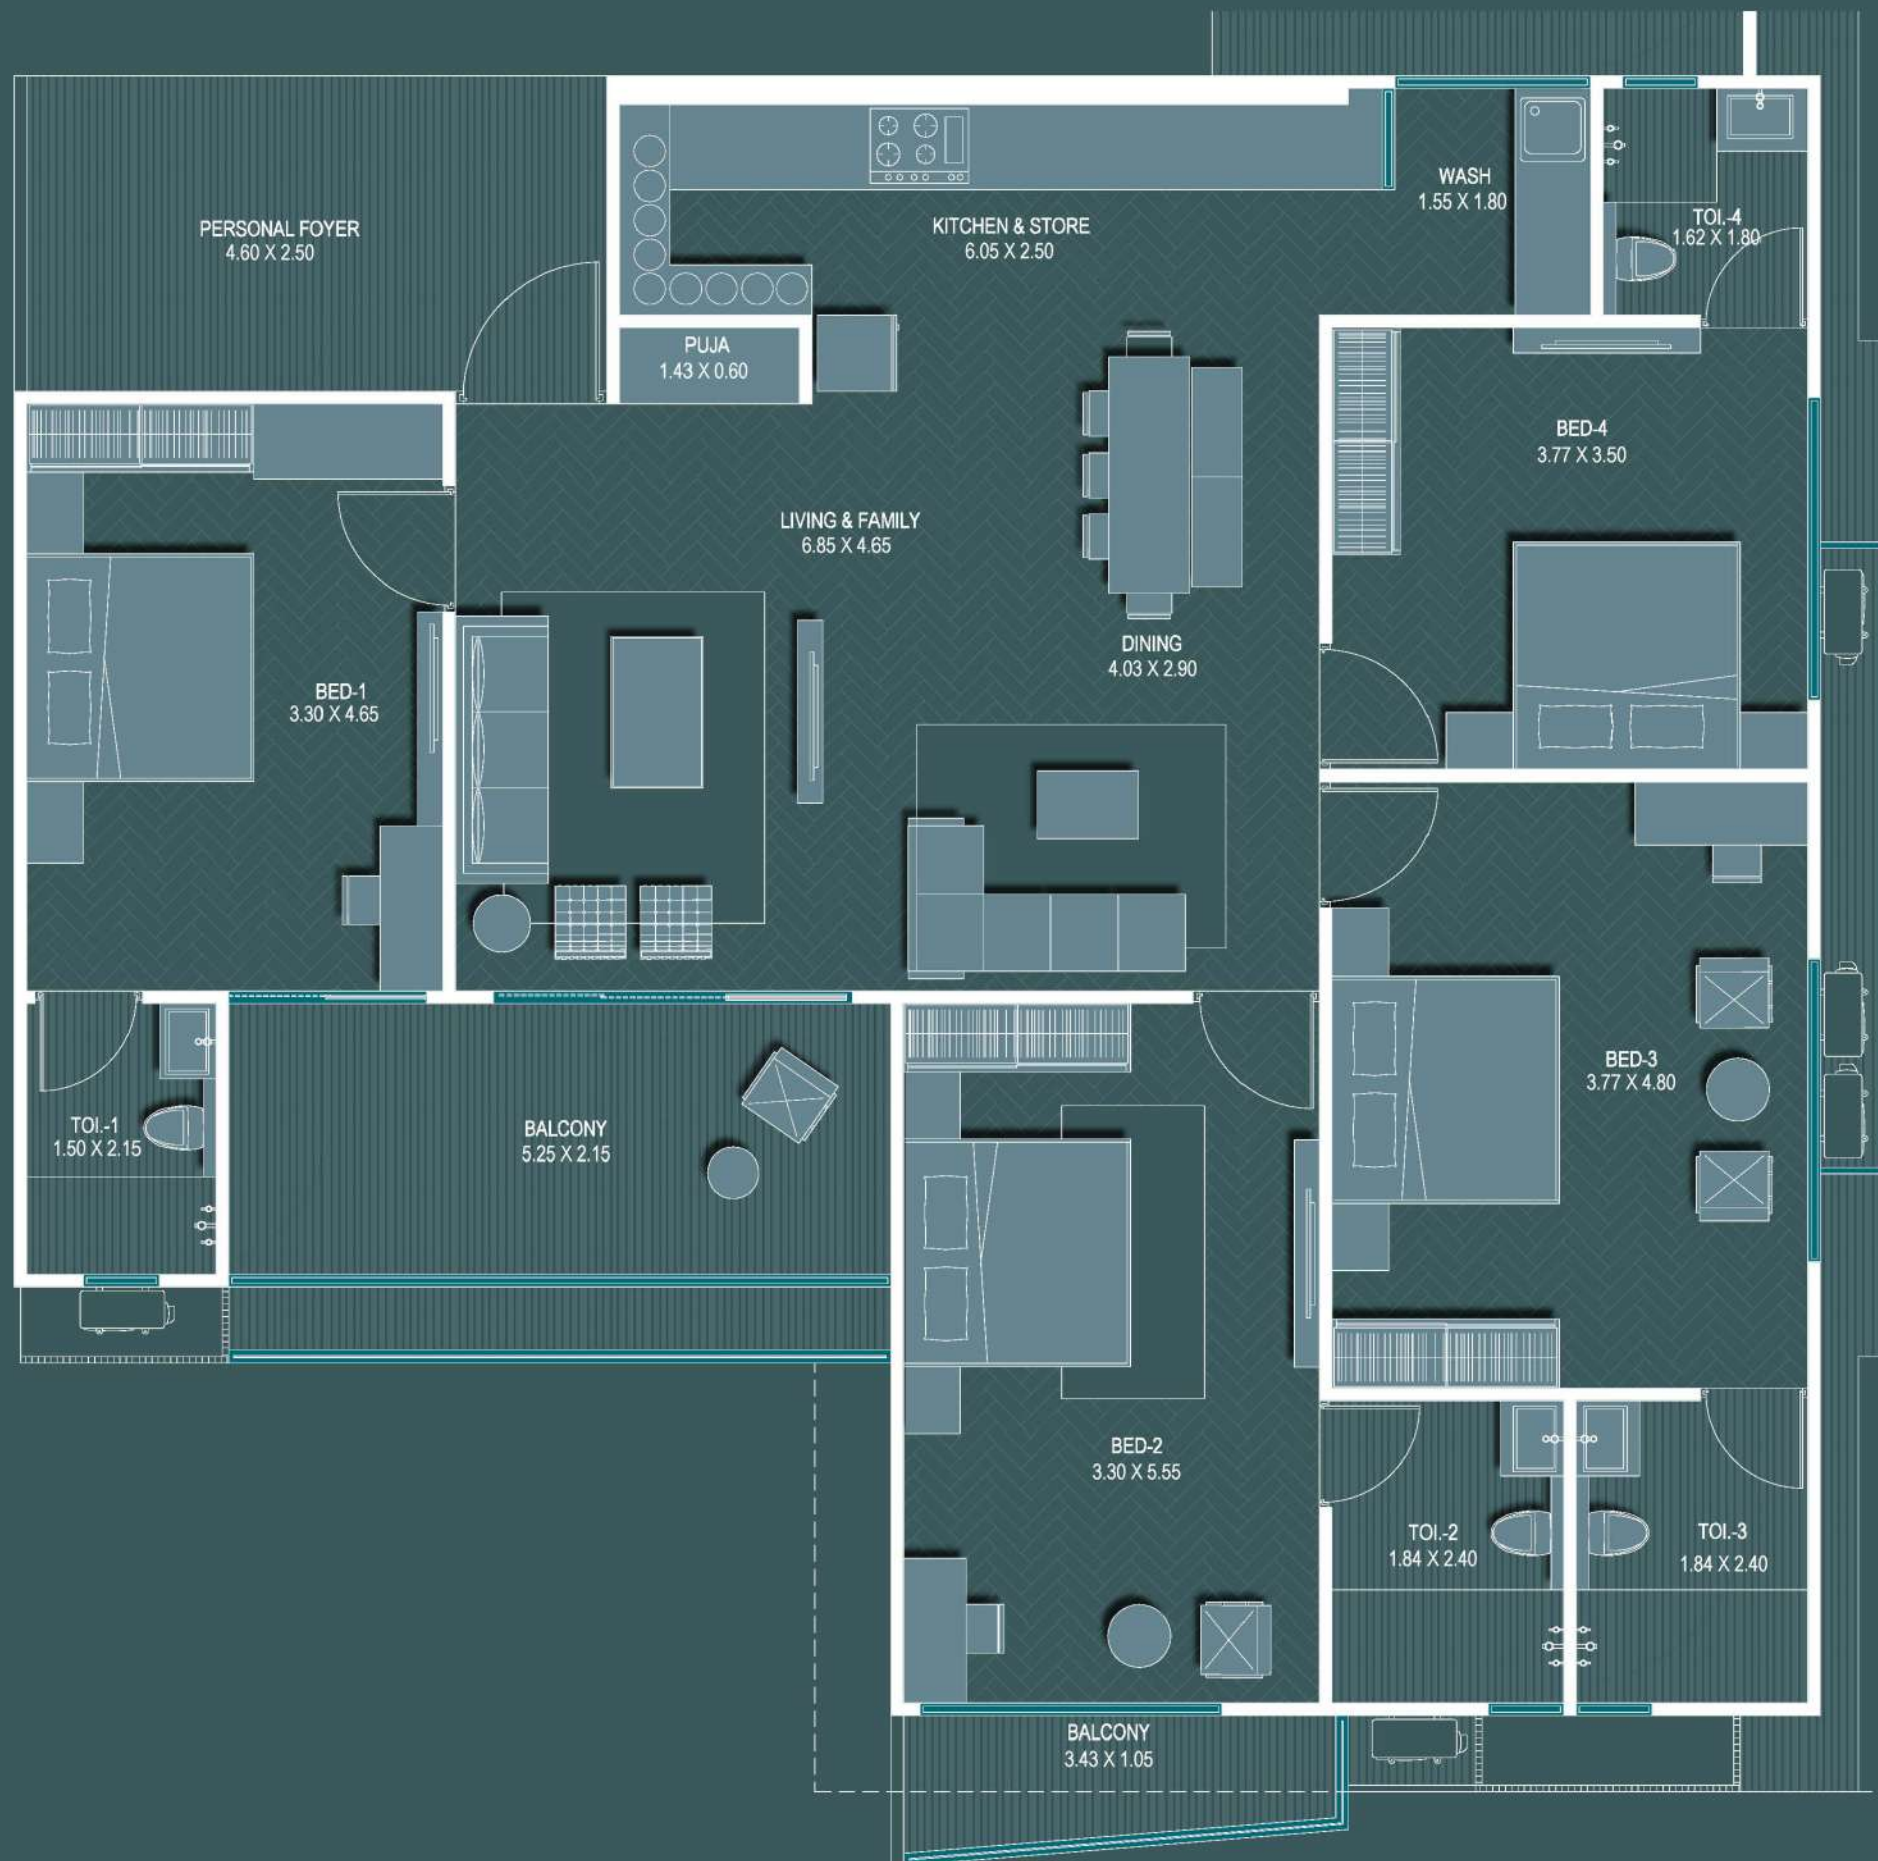 PERSONAL FOYER
4.60 X 2.50
KITCHEN & STORE
6.05 X 2.50
WASH
1.55 X 1.80
TOI.-4
1.62 X 1.80
PUJA
1.43 X 0.60
BED-4
3.77 X 3.50
LIVING & FAMILY
6.85 X 4.65
DINING
4.03 X 2.90
BED-1
3.30 X 4.65
BED-3
3.77 X 4.80
TOI.-1
1.50 X 2.15
BALCONY
5.25 X 2.15
BED-2
3.30 X 5.55
TOI.-2
1.84 X 2.40
TOI.-3
1.84 X 2.40
BALCONY
3.43 X 1.05